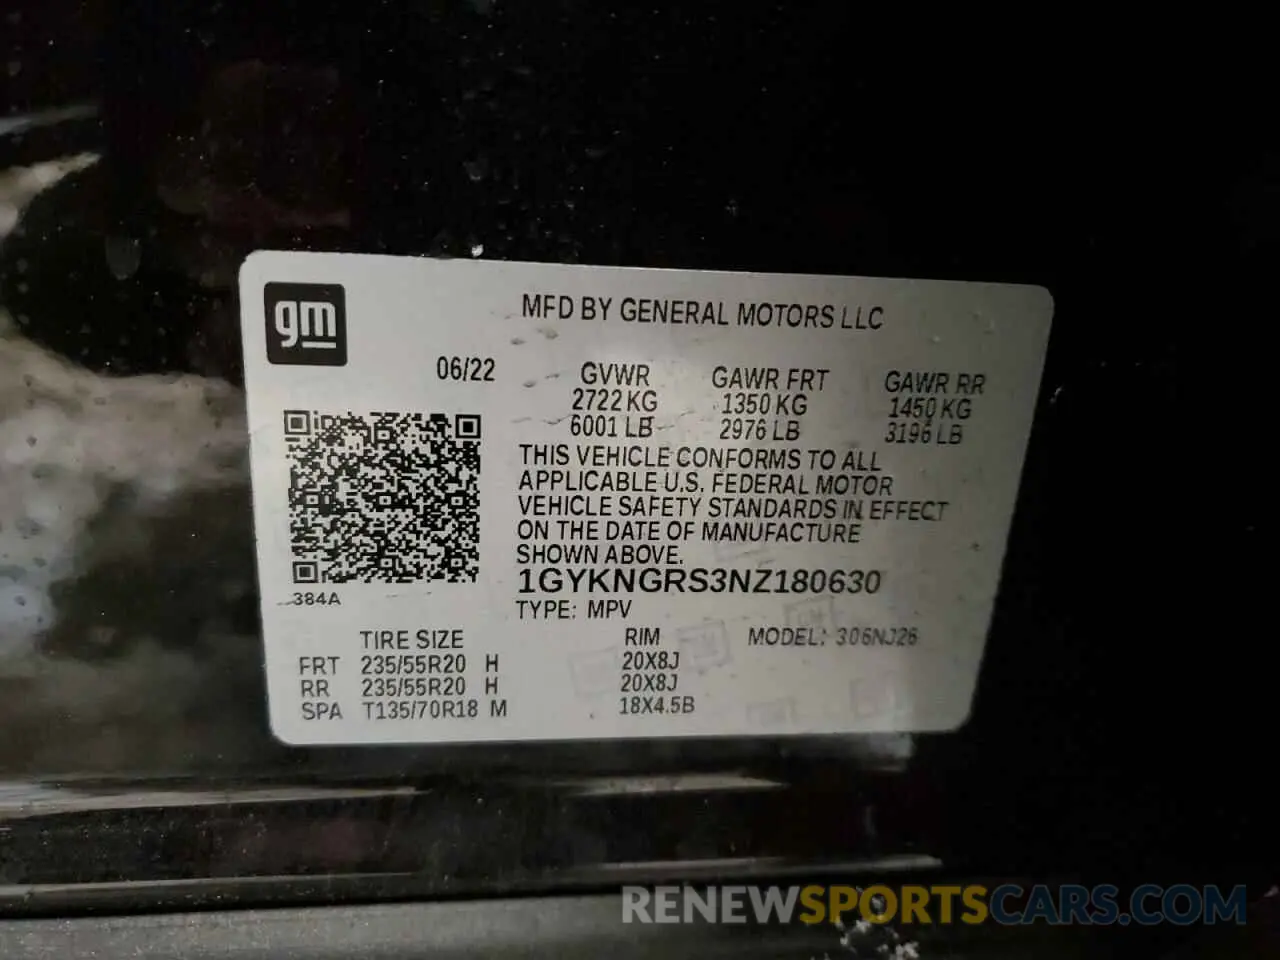 gm
MFD BY GENERAL MOTORS LLC
06/22
GVWR GAWR FRT GAWR RR
2722 KG 1350 KG 1450 KG
6001 LB 2976 LB 3196 LB
THIS VEHICLE CONFORMS TO ALL
APPLICABLE U.S. FEDERAL MOTOR
VEHICLE SAFETY STANDARDS IN EFFECT
ON THE DATE OF MANUFACTURE
SHOWN ABOVE.
1GYKNGRS3NZ180630
384A
TYPE: MPV
TIRE SIZE RIM MODEL: 306NJ26
FRT 235/55R20 H 20X8J
RR 235/55R20 H 20X8J
SPA T135/70R18 M 18X4.5B
RENEWSPORTSCARS.COM